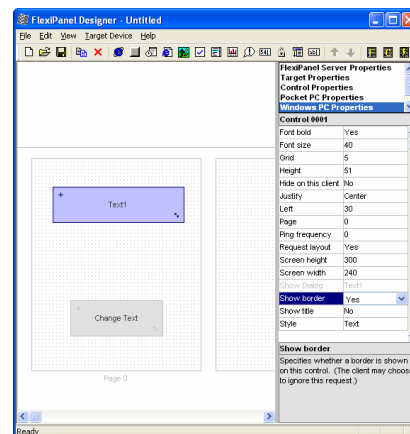 FlexiPanel Designer - Untitled
File Edit View Target Device Help
FlexiPanel Server Properties
Target Properties
Control Properties
Pocket PC Properties
Windows PC Properties
Control 0001
Font bold Yes
Font size 40
Grid 5
Height 51
Hide on this client No
Justify Center
Left 30
Page 0
Ping frequency 0
Request layout Yes
Screen height 300
Screen width 240
Show Dialog Text1
Show border Yes
Show title No
Style Text
Show border
Specifies whether a border is shown
on this control. (The client may choose
to ignore this request.)
Text1
Change Text
Page 0
Ready